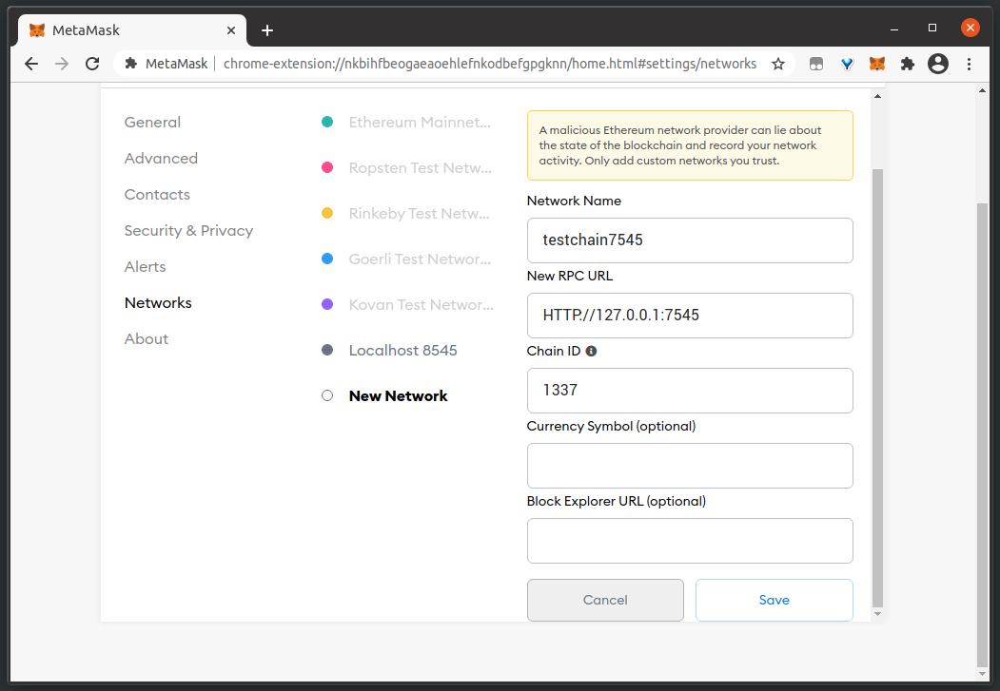 MetaMask
MetaMask | chrome-extension://nkbihfbeogaeaoehlefnkodbefgpgknn/home.html#settings/networks
General
Advanced
Contacts
Security & Privacy
Alerts
Networks
About
Ethereum Mainnet...
Ropsten Test Netw...
Rinkeby Test Netw...
Goerli Test Networ...
Kovan Test Networ...
Localhost 8545
New Network
A malicious Ethereum network provider can lie about
the state of the blockchain and record your network
activity. Only add custom networks you trust.
Network Name
testchain7545
New RPC URL
HTTP://127.0.0.1:7545
Chain ID
1337
Currency Symbol (optional)
Block Explorer URL (optional)
Cancel
Save